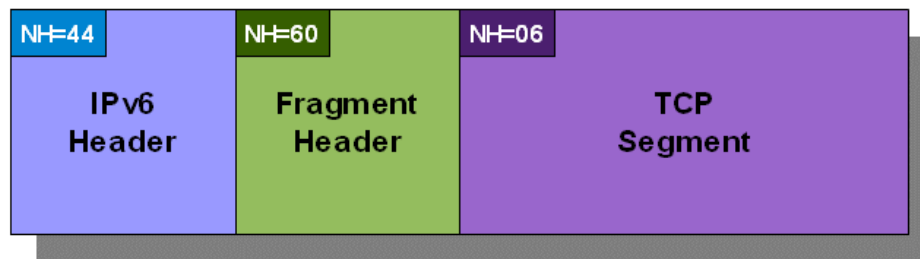 NH=44
NH=60
NH=06
IPv6
Header
Fragment
Header
TCP
Segment